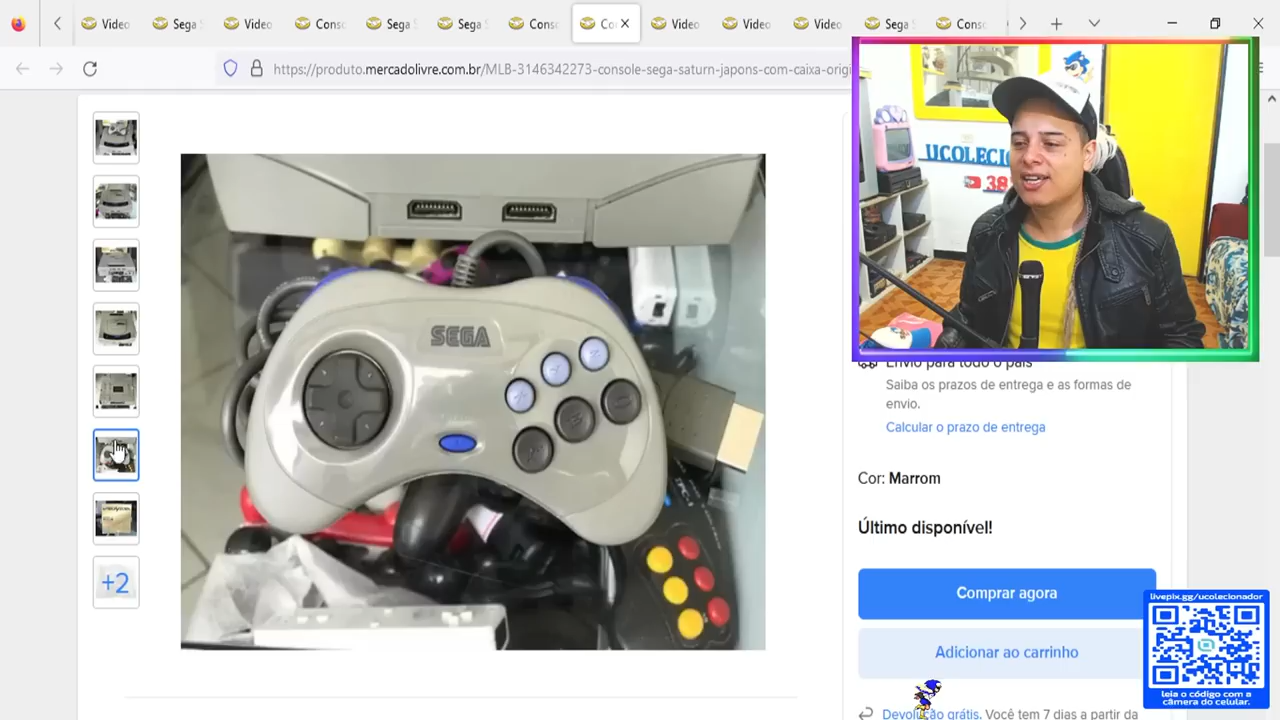 Video
Sega S
Video
Conso
Sega S
Sega S
Conso
Co
Video
Video
Video
Sega S
Conso
https://produto.mercadolivre.com.br/MLB-3146342273-console-sega-saturn-japons-com-caixa-origi
UCOLECIO
38
SEGA
+2
Envio para todo o país
Saiba os prazos de entrega e as formas de
envio.
Calcular o prazo de entrega
Cor: Marrom
Último disponível!
Comprar agora
Adicionar ao carrinho
Devolução grátis. Você tem 7 dias a partir da
livepix.gg/ucolecionador
leia o código com a
câmera do celular.